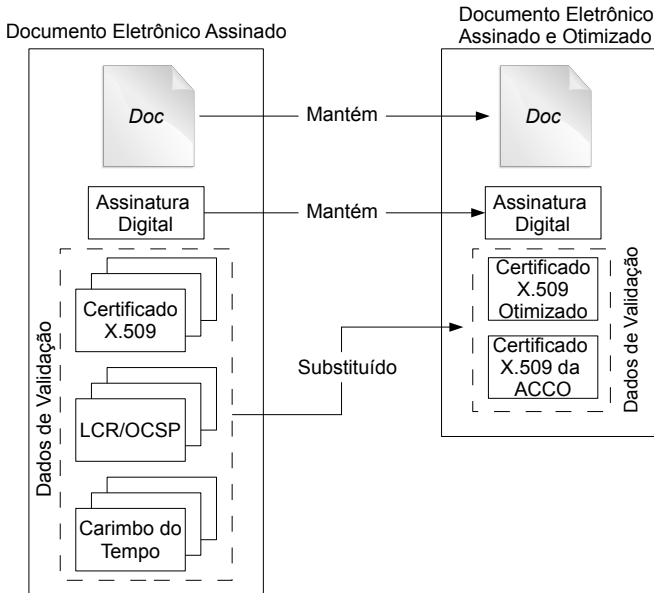 Documento Eletrônico Assinado
Doc
Assinatura
Digital
Certificado
X.509
LCR/OCSP
Carimbo do
Tempo
Dados de Validação
Mantém
Mantém
Substituído
Documento Eletrônico
Assinado e Otimizado
Doc
Assinatura
Digital
Certificado
X.509
Otimizado
Certificado
X.509 da
ACCO
Dados de Validação